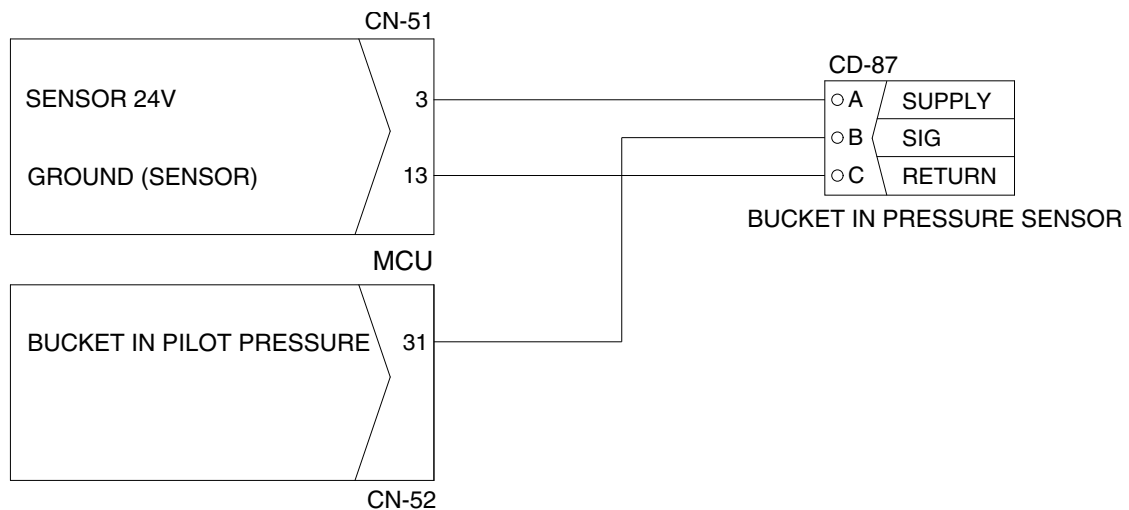 CN-51
CD-87
SENSOR 24V 3 A SUPPLY
B SIG
GROUND (SENSOR) 13 C RETURN
BUCKET IN PRESSURE SENSOR
MCU
BUCKET IN PILOT PRESSURE 31
CN-52